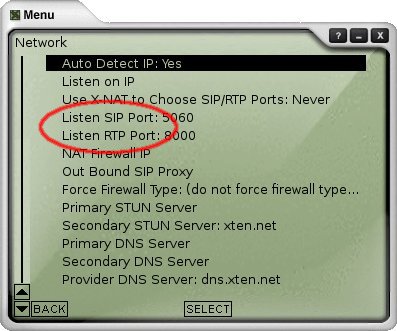 Menu
? _ X
Network
Auto Detect IP: Yes
Listen on IP
Use X-NAT to Choose SIP/RTP Ports: Never
Listen SIP Port: 5060
Listen RTP Port: 8000
NAT Firewall IP
Out Bound SIP Proxy
Force Firewall Type: (do not force firewall type...
Primary STUN Server
Secondary STUN Server: xten.net
Primary DNS Server
Secondary DNS Server
Provider DNS Server: dns.xten.net
BACK SELECT